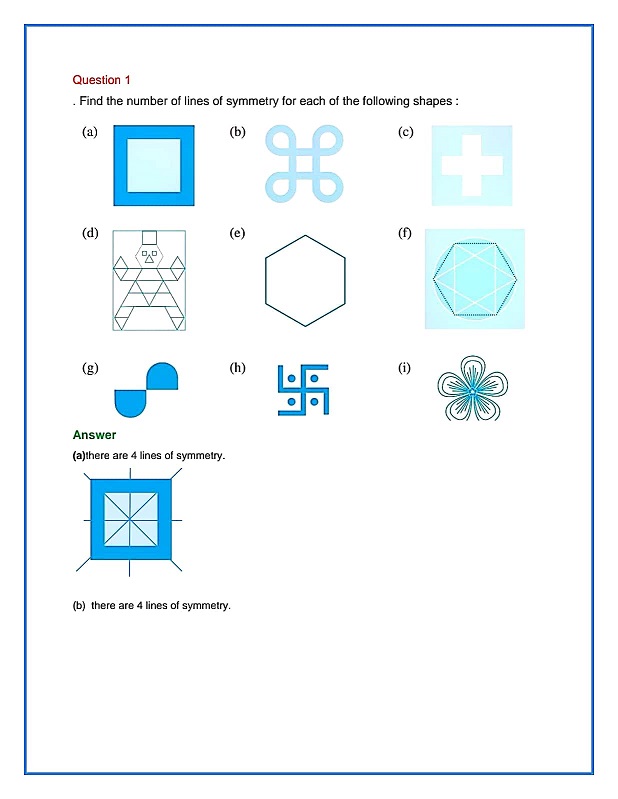 Question 1
. Find the number of lines of symmetry for each of the following shapes :
(a) (b) (c)
(d) (e) (f)
(g) (h) (i)
Answer
(a)there are 4 lines of symmetry.
(b) there are 4 lines of symmetry.